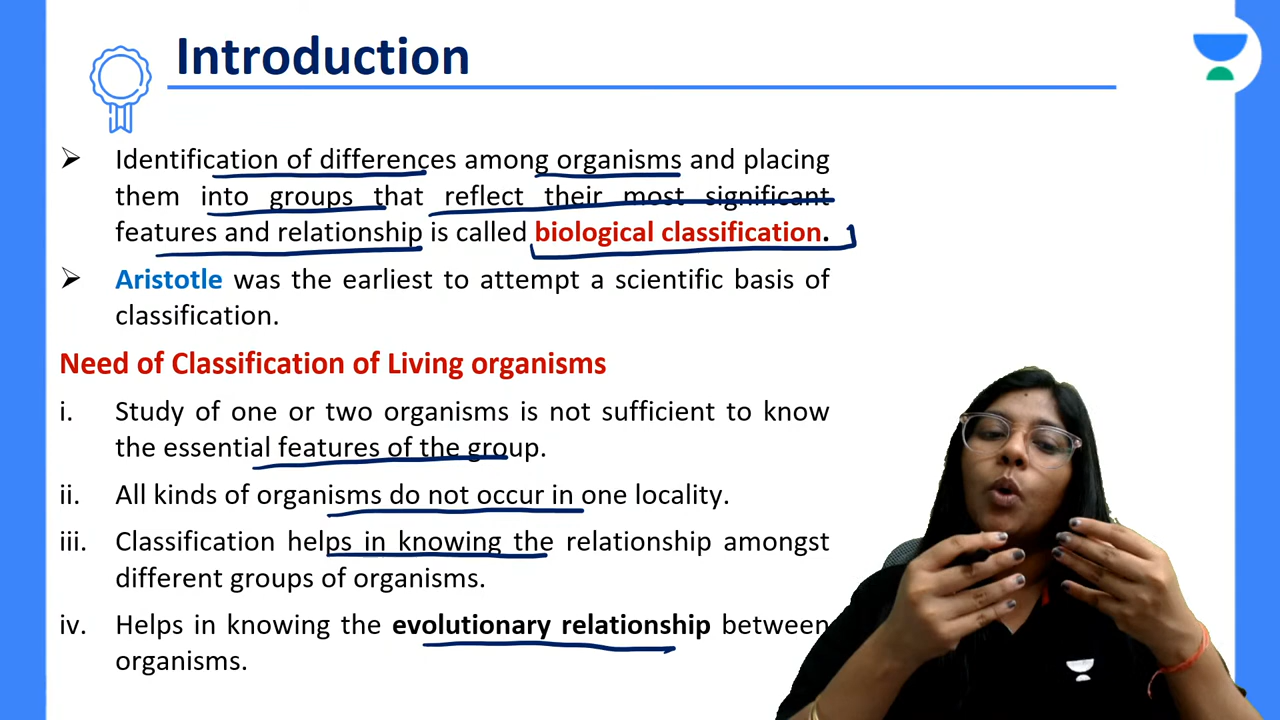 Introduction
➤ Identification of differences among organisms and placing
them into groups that reflect their most significant
features and relationship is called biological classification.
➤ Aristotle was the earliest to attempt a scientific basis of
classification.
Need of Classification of Living organisms
i. Study of one or two organisms is not sufficient to know
the essential features of the group.
ii. All kinds of organisms do not occur in one locality.
iii. Classification helps in knowing the relationship amongst
different groups of organisms.
iv. Helps in knowing the evolutionary relationship between
organisms.